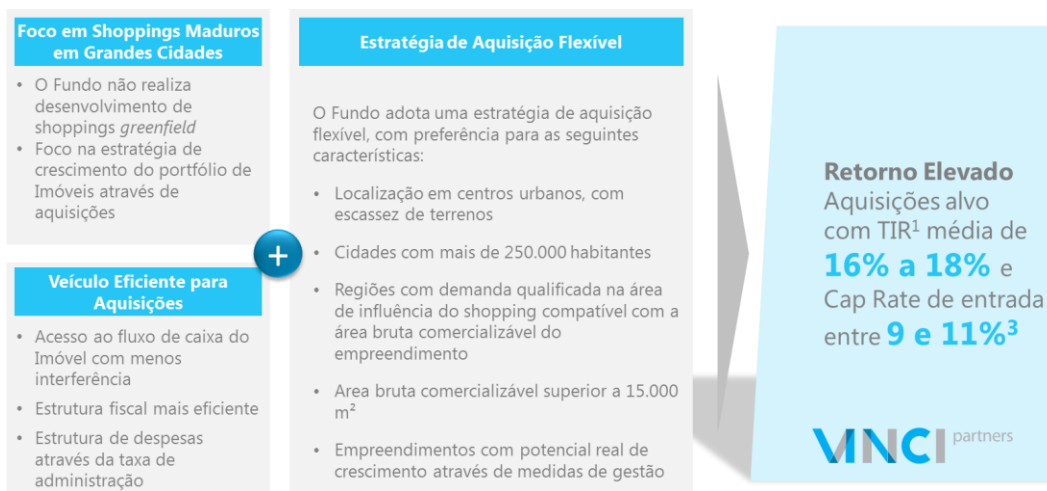 Foco em Shoppings Maduros
em Grandes Cidades
• O Fundo não realiza
desenvolvimento de
shoppings greenfield
• Foco na estratégia de
crescimento do portfólio de
Imóveis através de
aquisições
Veículo Eficiente para
Aquisições
• Acesso ao fluxo de caixa do
Imóvel com menos
interferência
• Estrutura fiscal mais eficiente
• Estrutura de despesas
através da taxa de
administração
+
Estratégia de Aquisição Flexível
O Fundo adota uma estratégia de aquisição
flexível, com preferência para as seguintes
características:
• Localização em centros urbanos, com
escassez de terrenos
• Cidades com mais de 250.000 habitantes
• Regiões com demanda qualificada na área
de influência do shopping compatível com a
área bruta comercializável do
empreendimento
• Area bruta comercializável superior a 15.000
m²
• Empreendimentos com potencial real de
crescimento através de medidas de gestão
Retorno Elevado
Aquisições alvo
com TIR¹ média de
16% a 18% e
Cap Rate de entrada
entre 9 e 11%³
VINCI partners